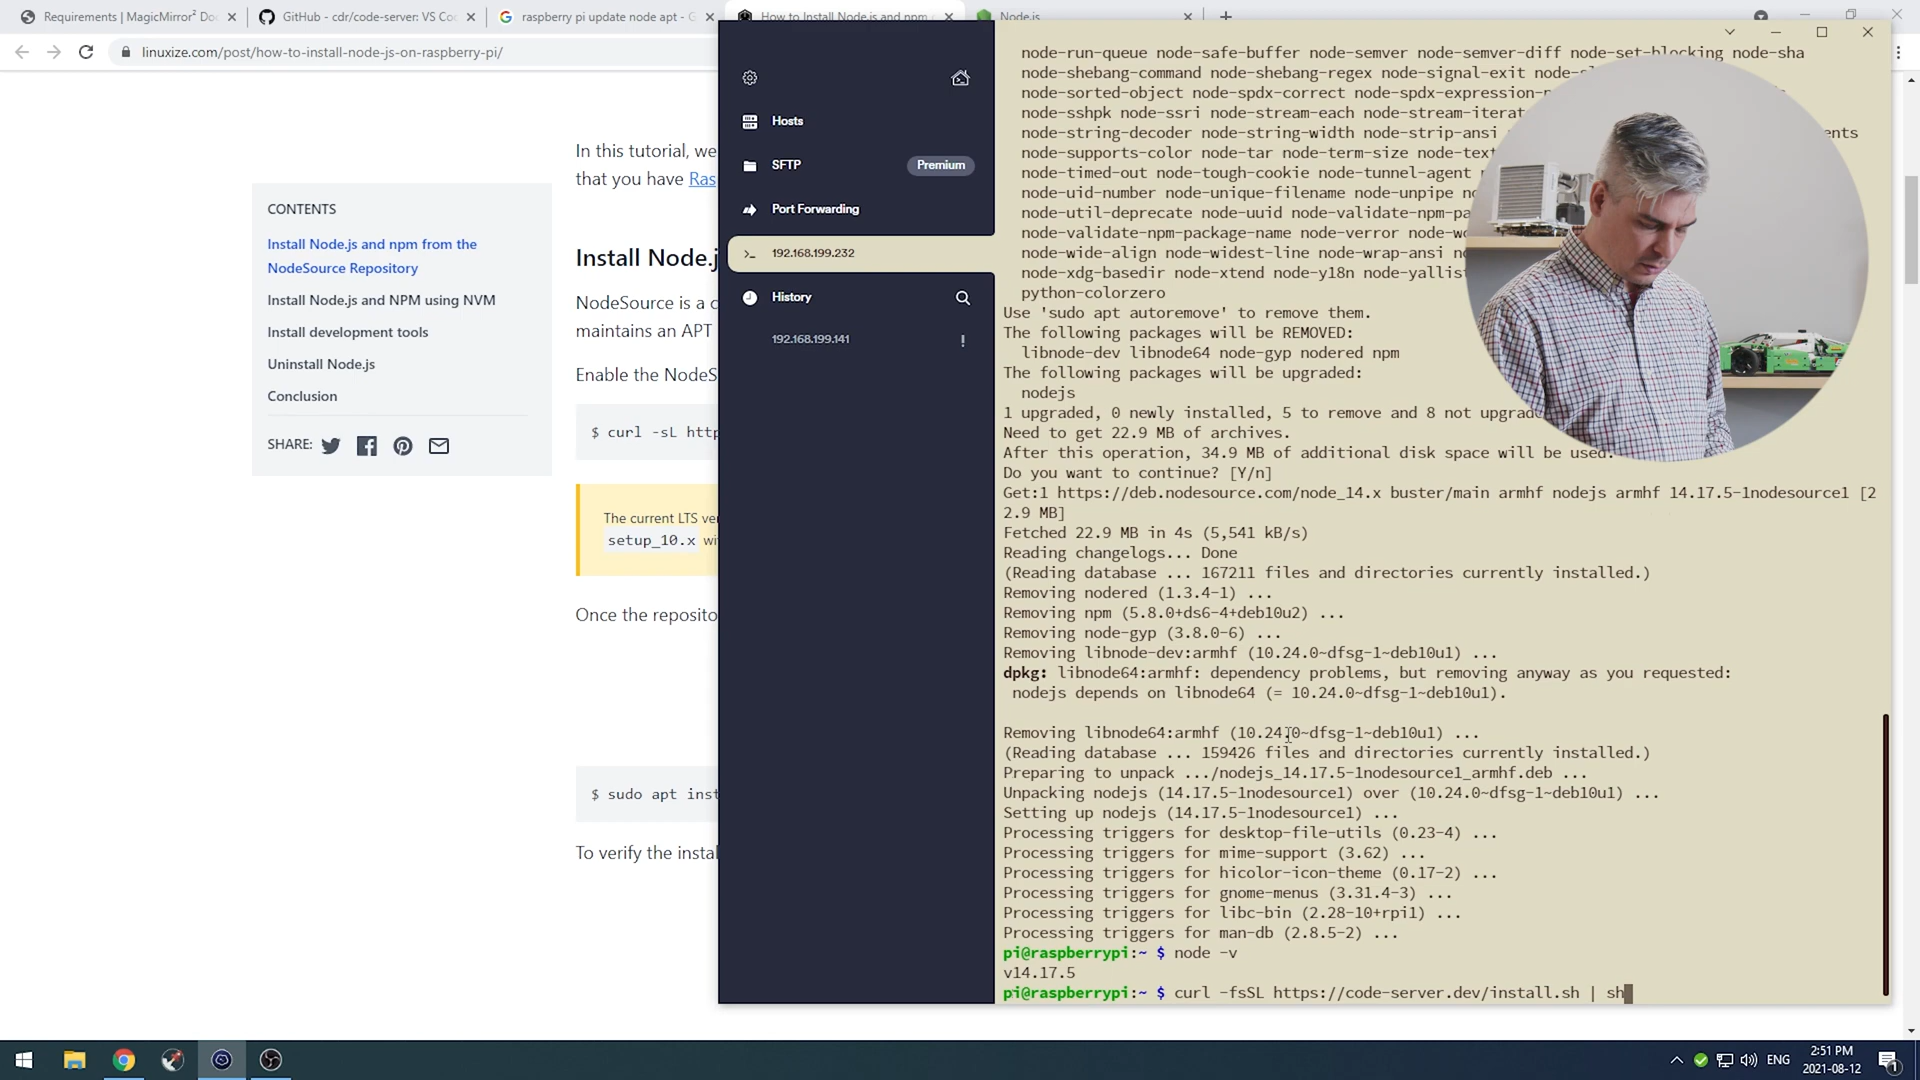 Requirements | MagicMirror² Do
GitHub - cdr/code-server: VS Co
raspberry pi update node apt - G
How to Install Node.js and npm
Node.js
linuxize.com/post/how-to-install-node-js-on-raspberry-pi/
CONTENTS
Install Node.js and npm from the
NodeSource Repository
Install Node.js and NPM using NVM
Install development tools
Uninstall Node.js
Conclusion
SHARE:
In this tutorial, we
that you have Ras
Install Node.j
NodeSource is a c
maintains an APT
Enable the NodeS
$ curl -sL http
The current LTS ver
setup_10.x wi
Once the reposito
$ sudo apt inst
To verify the instal
Hosts
SFTP
Premium
Port Forwarding
192.168.199.232
History
192.168.199.141
node-run-queue node-safe-buffer node-semver node-semver-diff node-set-blocking node-sha
node-shebang-command node-shebang-regex node-signal-exit node-s
node-sorted-object node-spdx-correct node-spdx-expression-
node-sshpk node-ssri node-stream-each node-stream-iterat
node-string-decoder node-string-width node-strip-ansi ents
node-supports-color node-tar node-term-size node-text
node-timed-out node-tough-cookie node-tunnel-agent
node-uid-number node-unique-filename node-unpipe
node-util-deprecate node-uuid node-validate-npm-pa
node-validate-npm-package-name node-verror node-wc
node-wide-align node-widest-line node-wrap-ansi
node-xdg-basedir node-xtend node-y18n node-yallist
python-colorzero
Use 'sudo apt autoremove' to remove them.
The following packages will be REMOVED:
libnode-dev libnode64 node-gyp nodered npm
The following packages will be upgraded:
nodejs
1 upgraded, 0 newly installed, 5 to remove and 8 not upgrade
Need to get 22.9 MB of archives.
After this operation, 34.9 MB of additional disk space will be used.
Do you want to continue? [Y/n]
Get:1 https://deb.nodesource.com/node_14.x buster/main armhf nodejs armhf 14.17.5-1nodesource1 [2
2.9 MB]
Fetched 22.9 MB in 4s (5,541 kB/s)
Reading changelogs... Done
(Reading database ... 167211 files and directories currently installed.)
Removing nodered (1.3.4-1) ...
Removing npm (5.8.0+ds6-4+deb10u2) ...
Removing node-gyp (3.8.0-6) ...
Removing libnode-dev:armhf (10.24.0~dfsg-1~deb10u1) ...
dpkg: libnode64:armhf: dependency problems, but removing anyway as you requested:
nodejs depends on libnode64 (= 10.24.0~dfsg-1~deb10u1).
Removing libnode64:armhf (10.24.0~dfsg-1~deb10u1) ...
(Reading database ... 159426 files and directories currently installed.)
Preparing to unpack .../nodejs_14.17.5-1nodesource1_armhf.deb ...
Unpacking nodejs (14.17.5-1nodesource1) over (10.24.0~dfsg-1~deb10u1) ...
Setting up nodejs (14.17.5-1nodesource1) ...
Processing triggers for desktop-file-utils (0.23-4) ...
Processing triggers for mime-support (3.62) ...
Processing triggers for hicolor-icon-theme (0.17-2) ...
Processing triggers for gnome-menus (3.31.4-3) ...
Processing triggers for libc-bin (2.28-10+rpi1) ...
Processing triggers for man-db (2.8.5-2) ...
pi@raspberrypi:~ $ node -v
v14.17.5
pi@raspberrypi:~ $ curl -fsSL https://code-server.dev/install.sh | sh
ENG
2:51 PM
2021-08-12
1